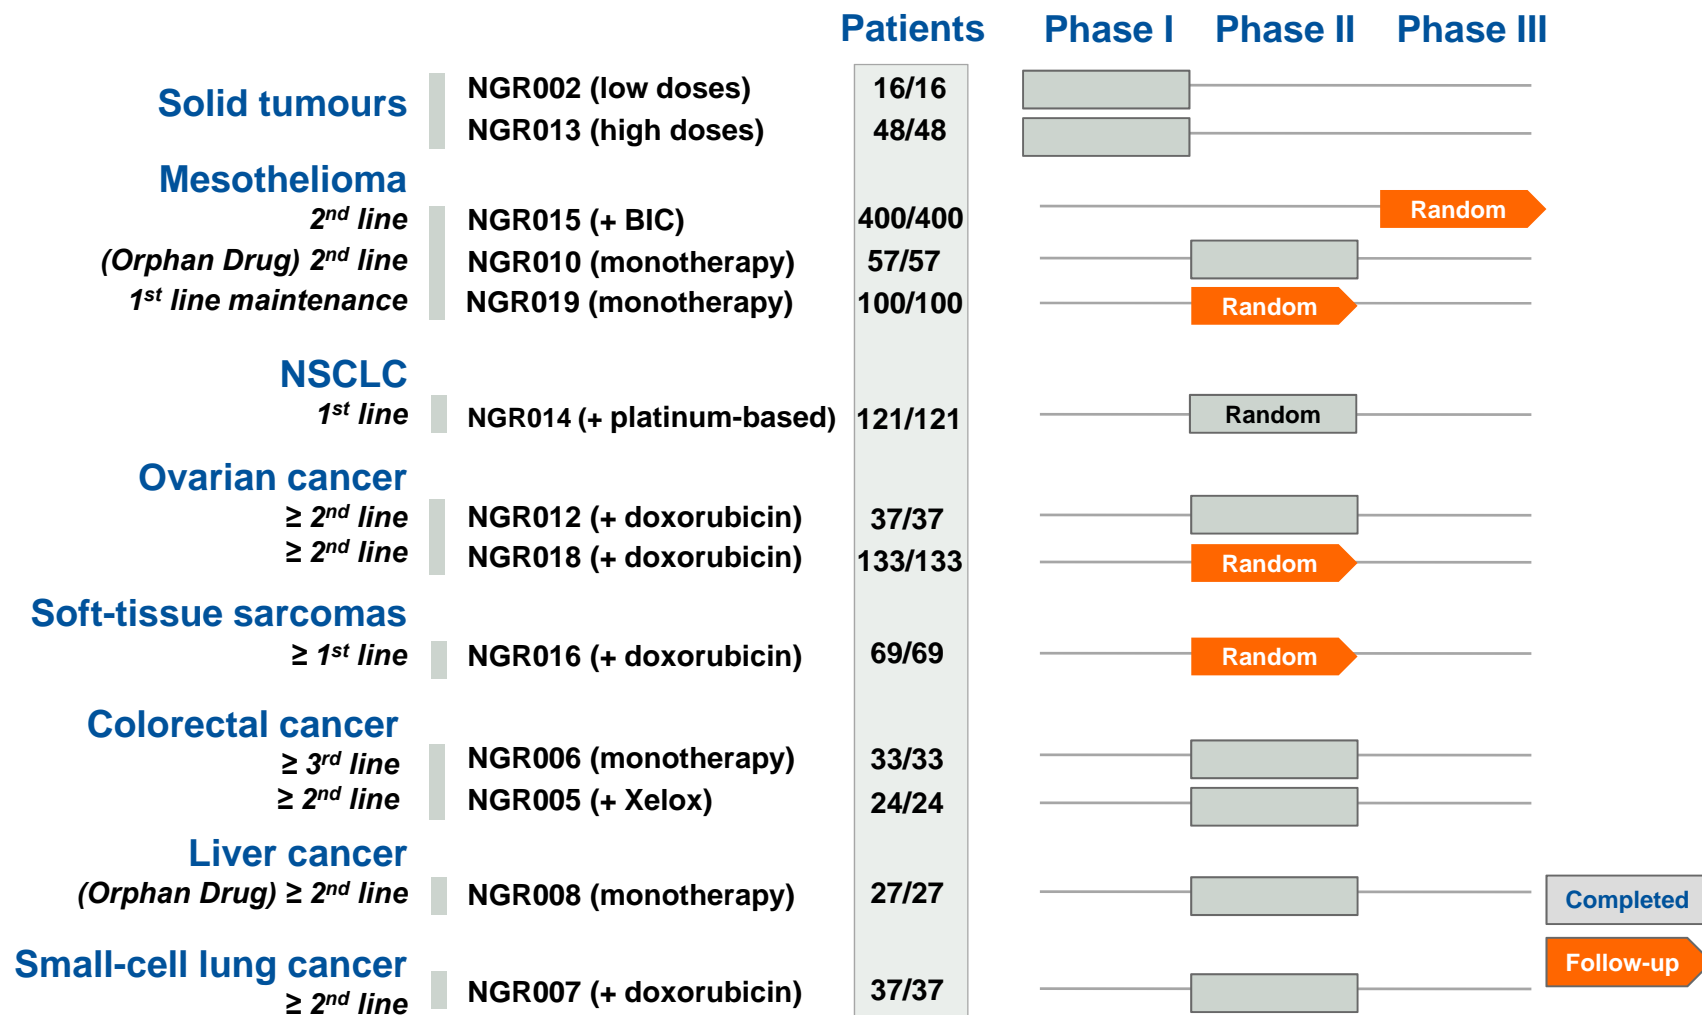 Patients Phase I Phase II Phase III
Solid tumours
NGR002 (low doses) 16/16
NGR013 (high doses) 48/48
Mesothelioma
2nd line NGR015 (+ BIC) 400/400 Random
(Orphan Drug) 2nd line NGR010 (monotherapy) 57/57
1st line maintenance NGR019 (monotherapy) 100/100 Random
NSCLC
1st line NGR014 (+ platinum-based) 121/121 Random
Ovarian cancer
≥ 2nd line NGR012 (+ doxorubicin) 37/37
≥ 2nd line NGR018 (+ doxorubicin) 133/133 Random
Soft-tissue sarcomas
≥ 1st line NGR016 (+ doxorubicin) 69/69 Random
Colorectal cancer
≥ 3rd line NGR006 (monotherapy) 33/33
≥ 2nd line NGR005 (+ Xelox) 24/24
Liver cancer
(Orphan Drug) ≥ 2nd line NGR008 (monotherapy) 27/27
Completed
Small-cell lung cancer
Follow-up
≥ 2nd line NGR007 (+ doxorubicin) 37/37